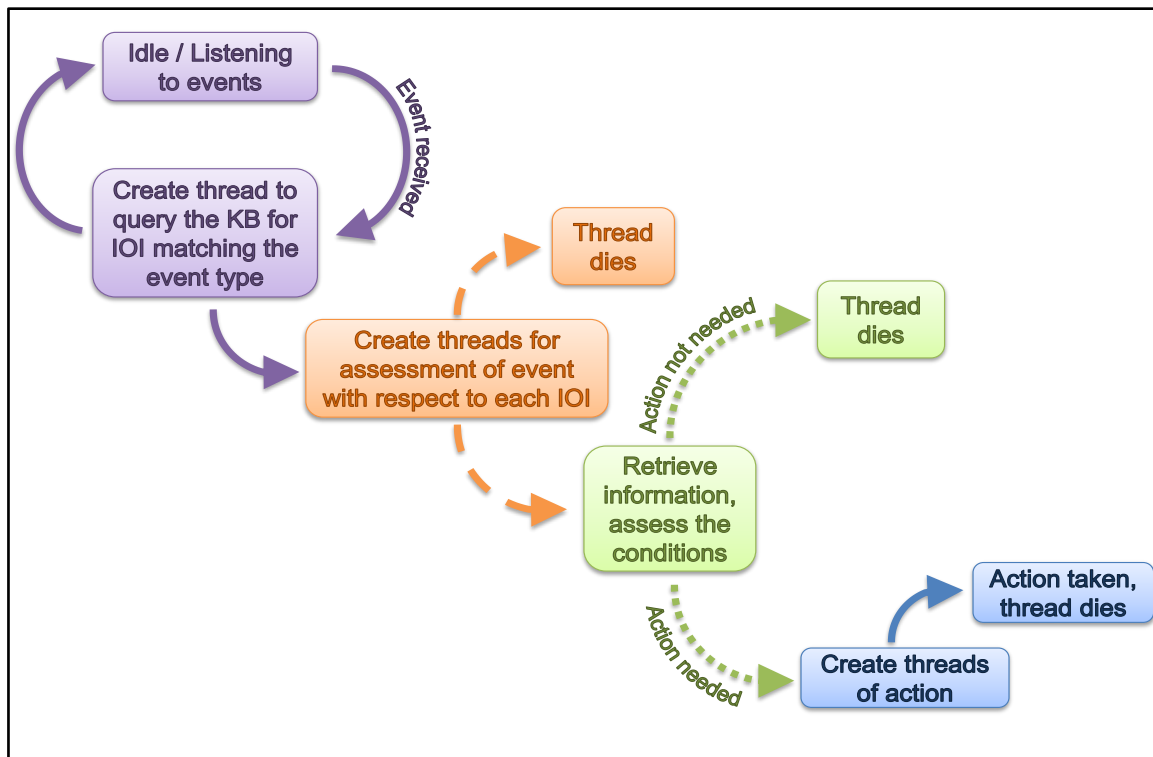 Idle / Listening
to events
Event received
Create thread to
query the KB for
IOI matching the
event type
Thread
dies
Create threads for
assessment of event
with respect to each IOI
Action not needed
Thread
dies
Retrieve
information,
assess the
conditions
Action needed
Action taken,
thread dies
Create threads
of action